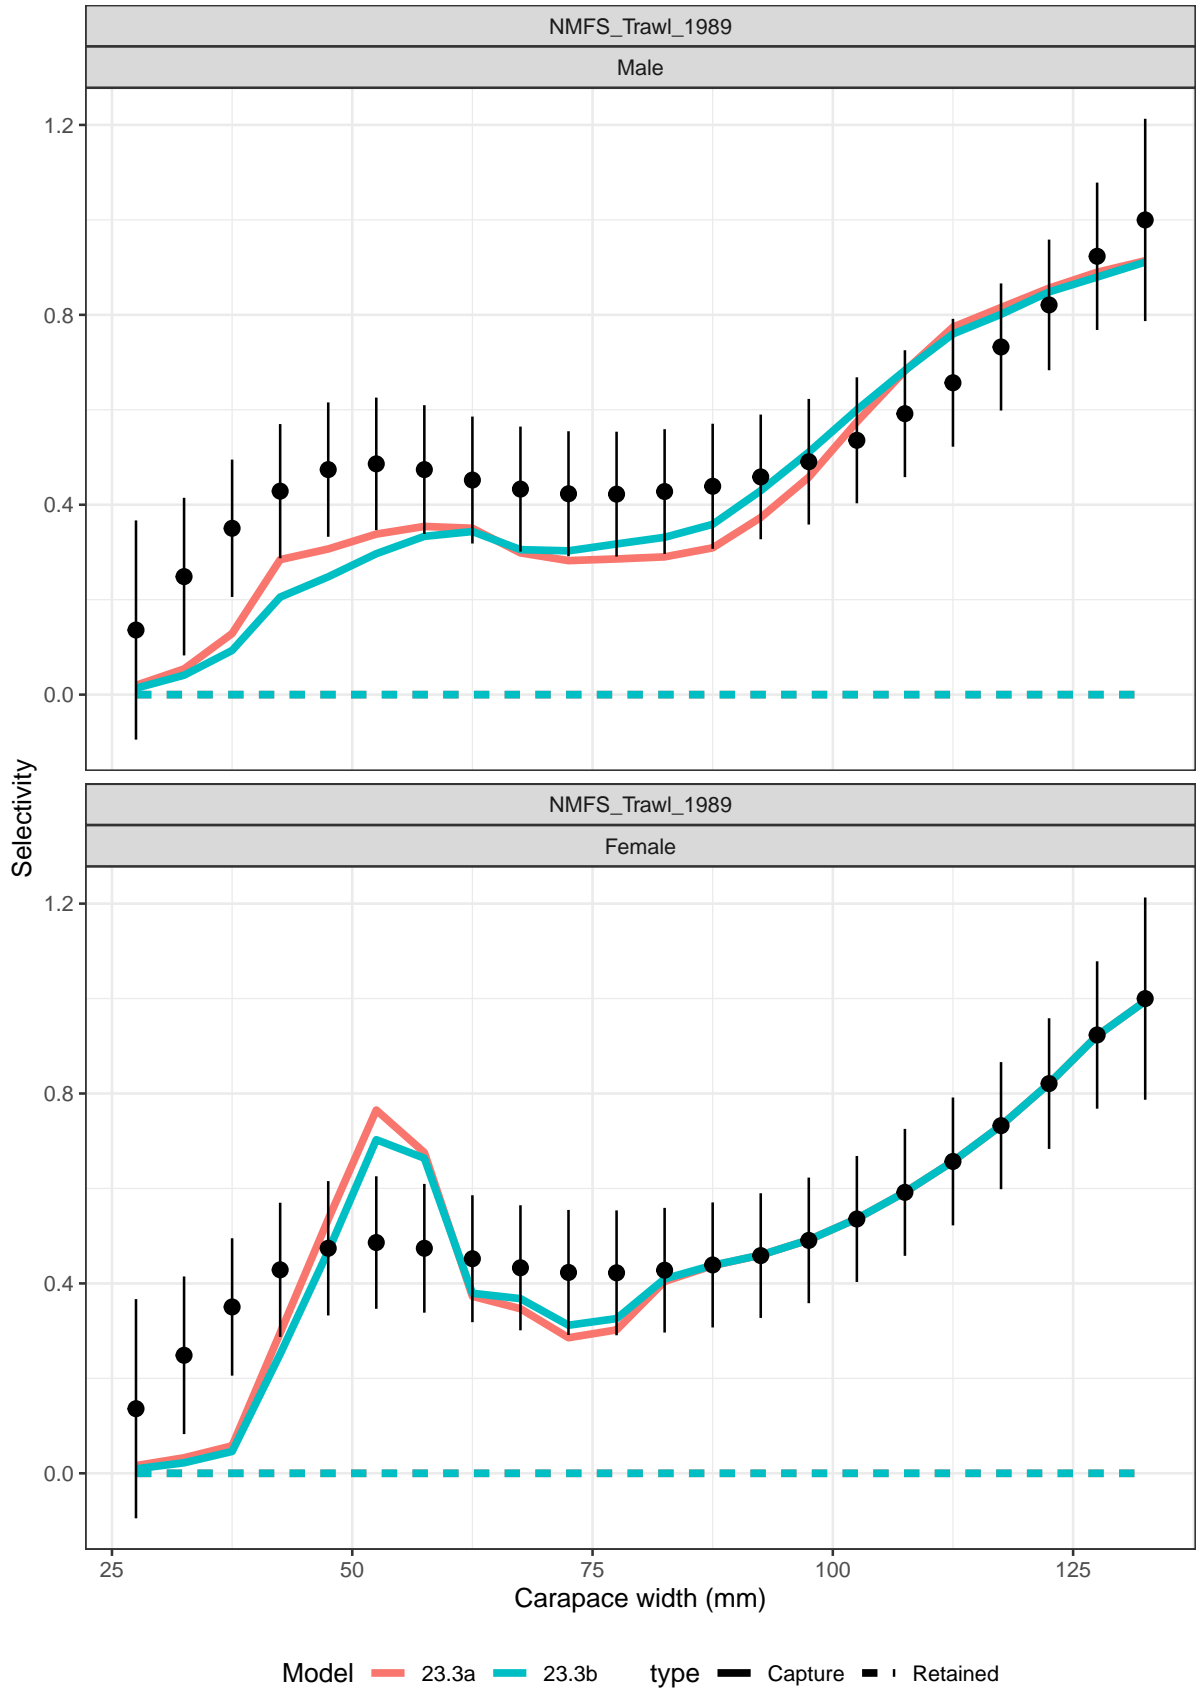 NMFS_Trawl_1989
Male
1.2
0.8
0.4
0.0
Selectivity
NMFS_Trawl_1989
Female
1.2
0.8
0.4
0.0
25 50 75 100 125
Carapace width (mm)
Model 23.3a 23.3b type Capture Retained